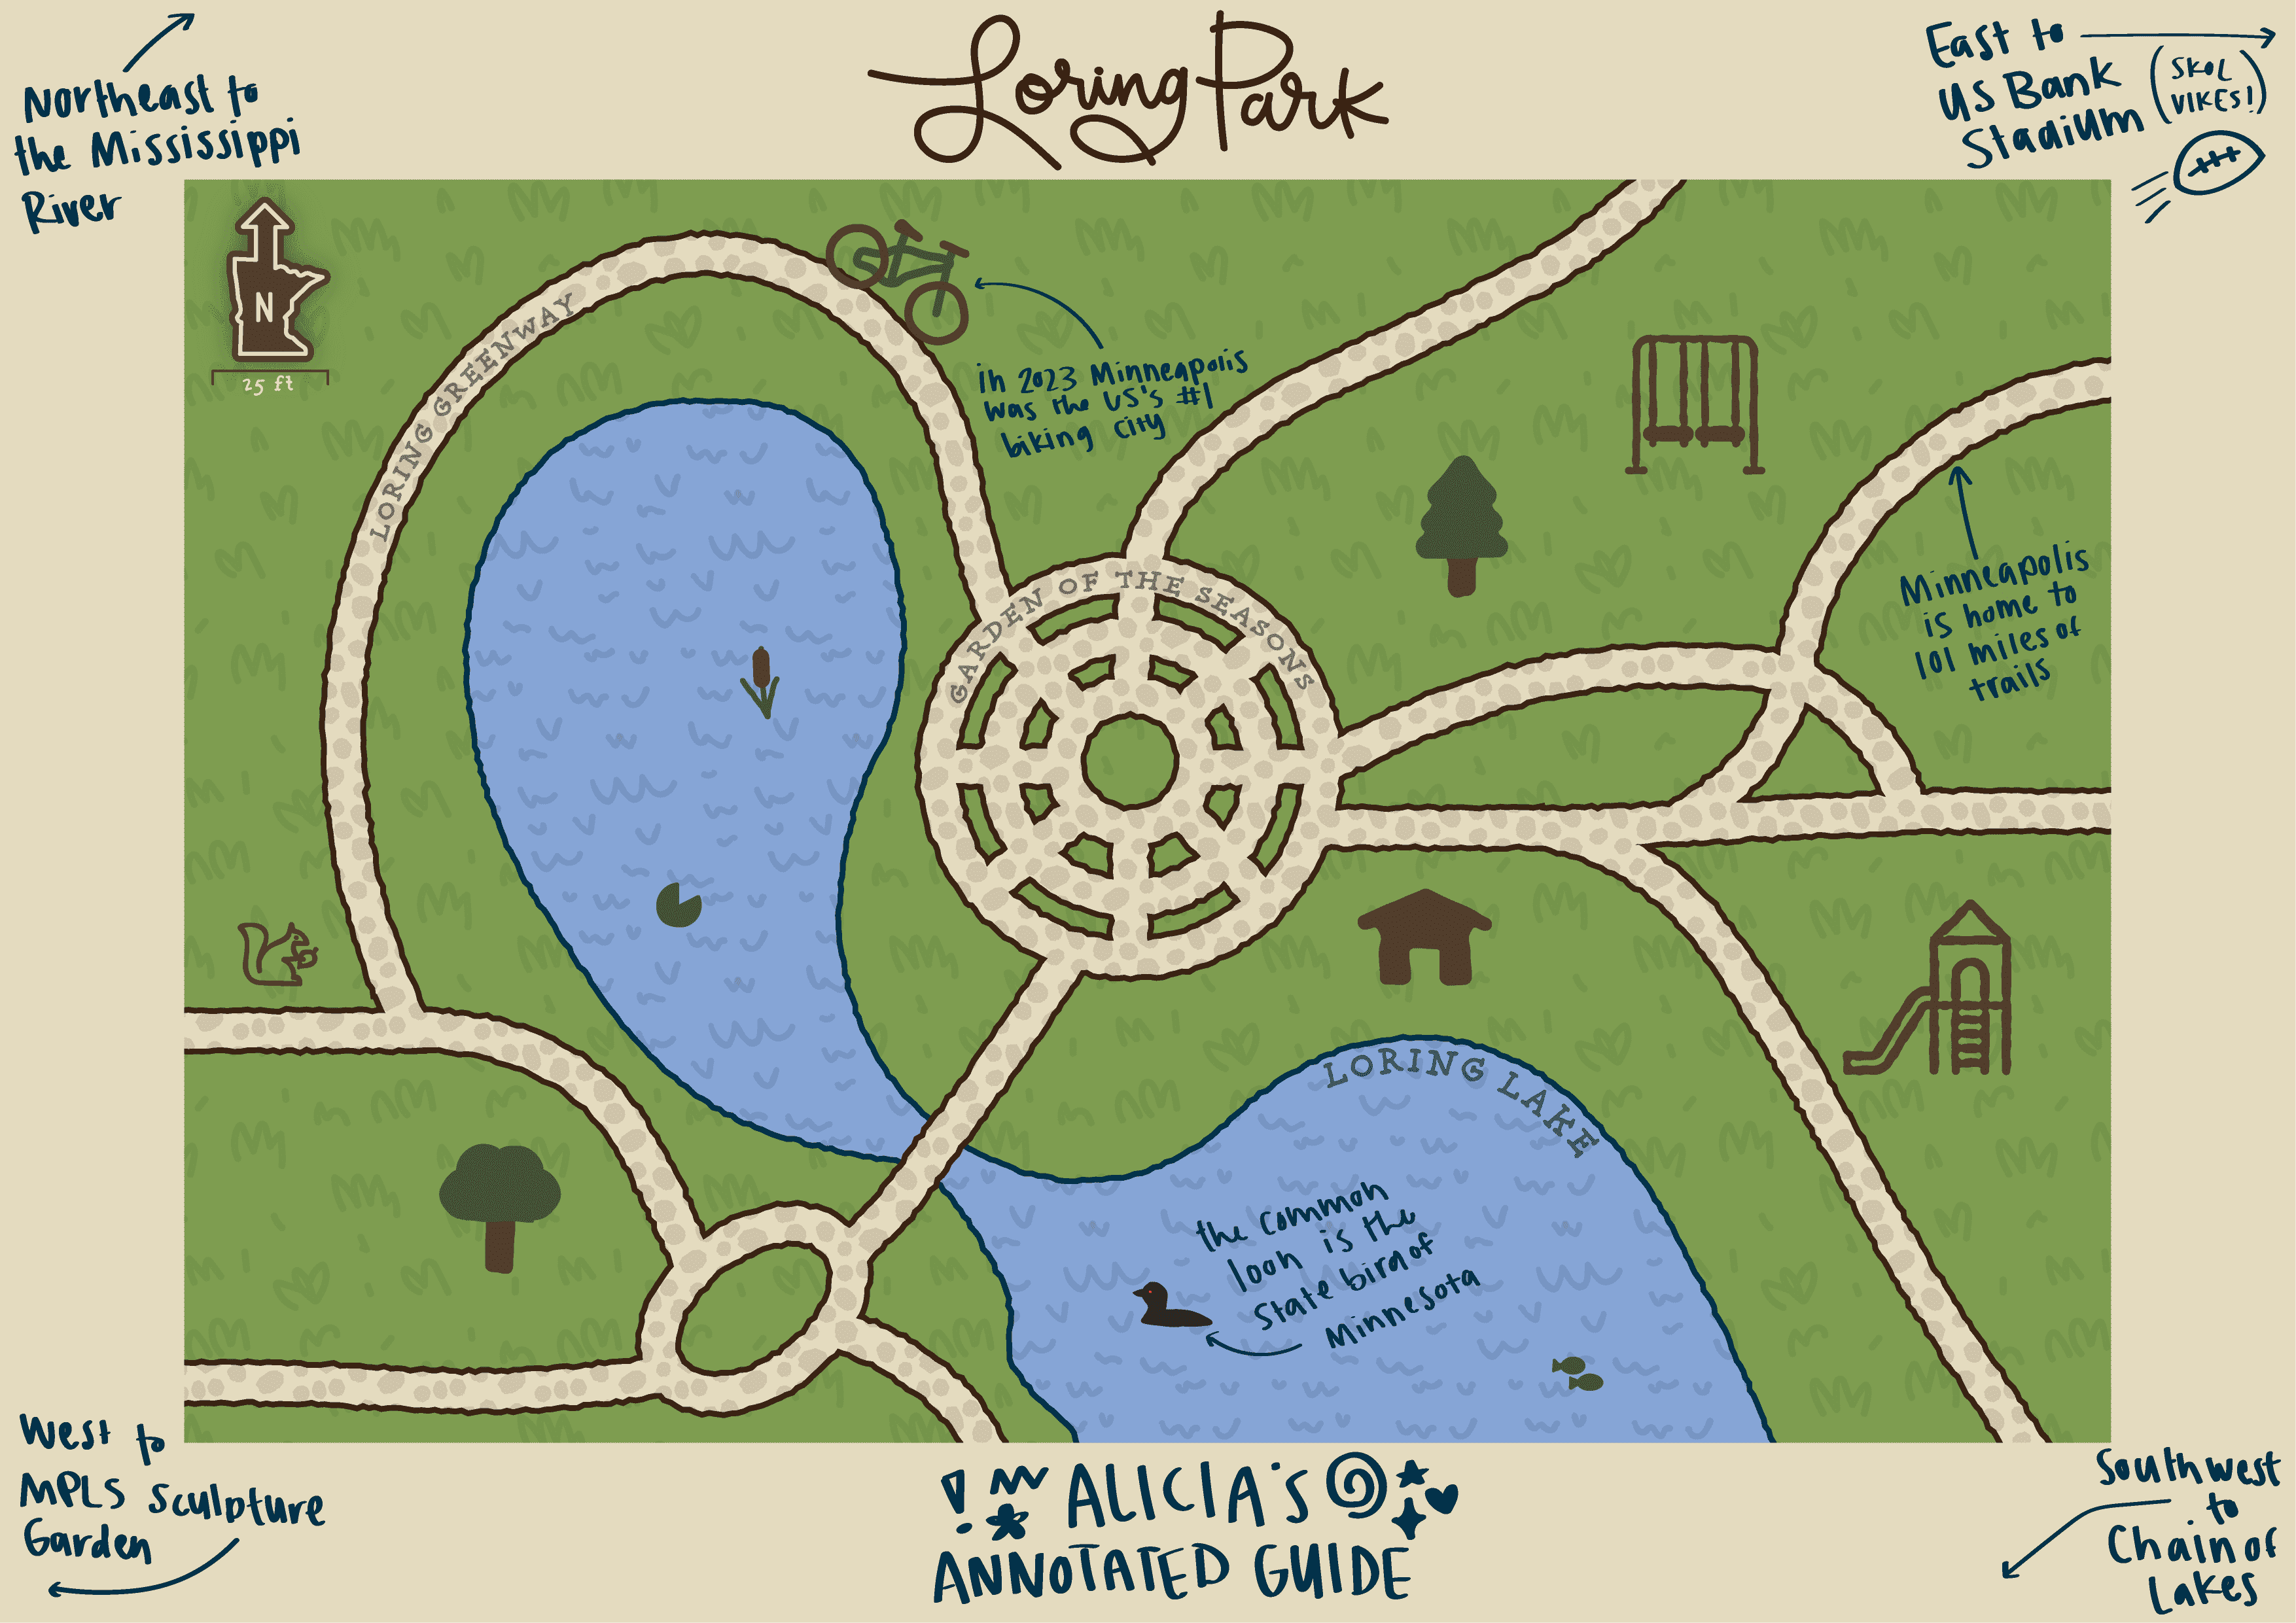 Loring Park
Northeast to
the Mississippi
River
East to
US Bank
Stadium
(SKOL
VIKES!)
N
25 ft
LORING GREENWAY
in 2023 Minneapolis
was the US's #1
biking city
GARDEN OF THE SEASONS
Minneapolis
is home to
101 miles of
trails
LORING LAKE
the common
loon is the
state bird of
Minnesota
West to
MPLS Sculpture
Garden
Southwest
to
Chain of
Lakes
ALICIA'S
ANNOTATED GUIDE